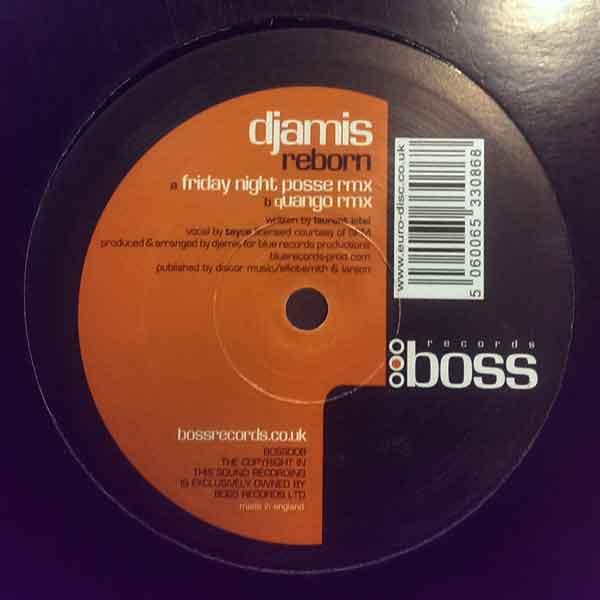 djamis
reborn
a friday night posse rmx
b quango rmx
written by laurent lebel
vocal by tayce licensed courtesy of
produced & arranged by djamis for blue records productions
bluerecords-prod.com
published by discor music/elliot-smith & larson
www.euro-disc.co.uk
5 060065 330868
records
boss
bossrecords.co.uk
BOSS008
THE COPYRIGHT IN
THIS SOUND RECORDING
IS EXCLUSIVELY OWNED BY
BOSS RECORDS LTD
made in england